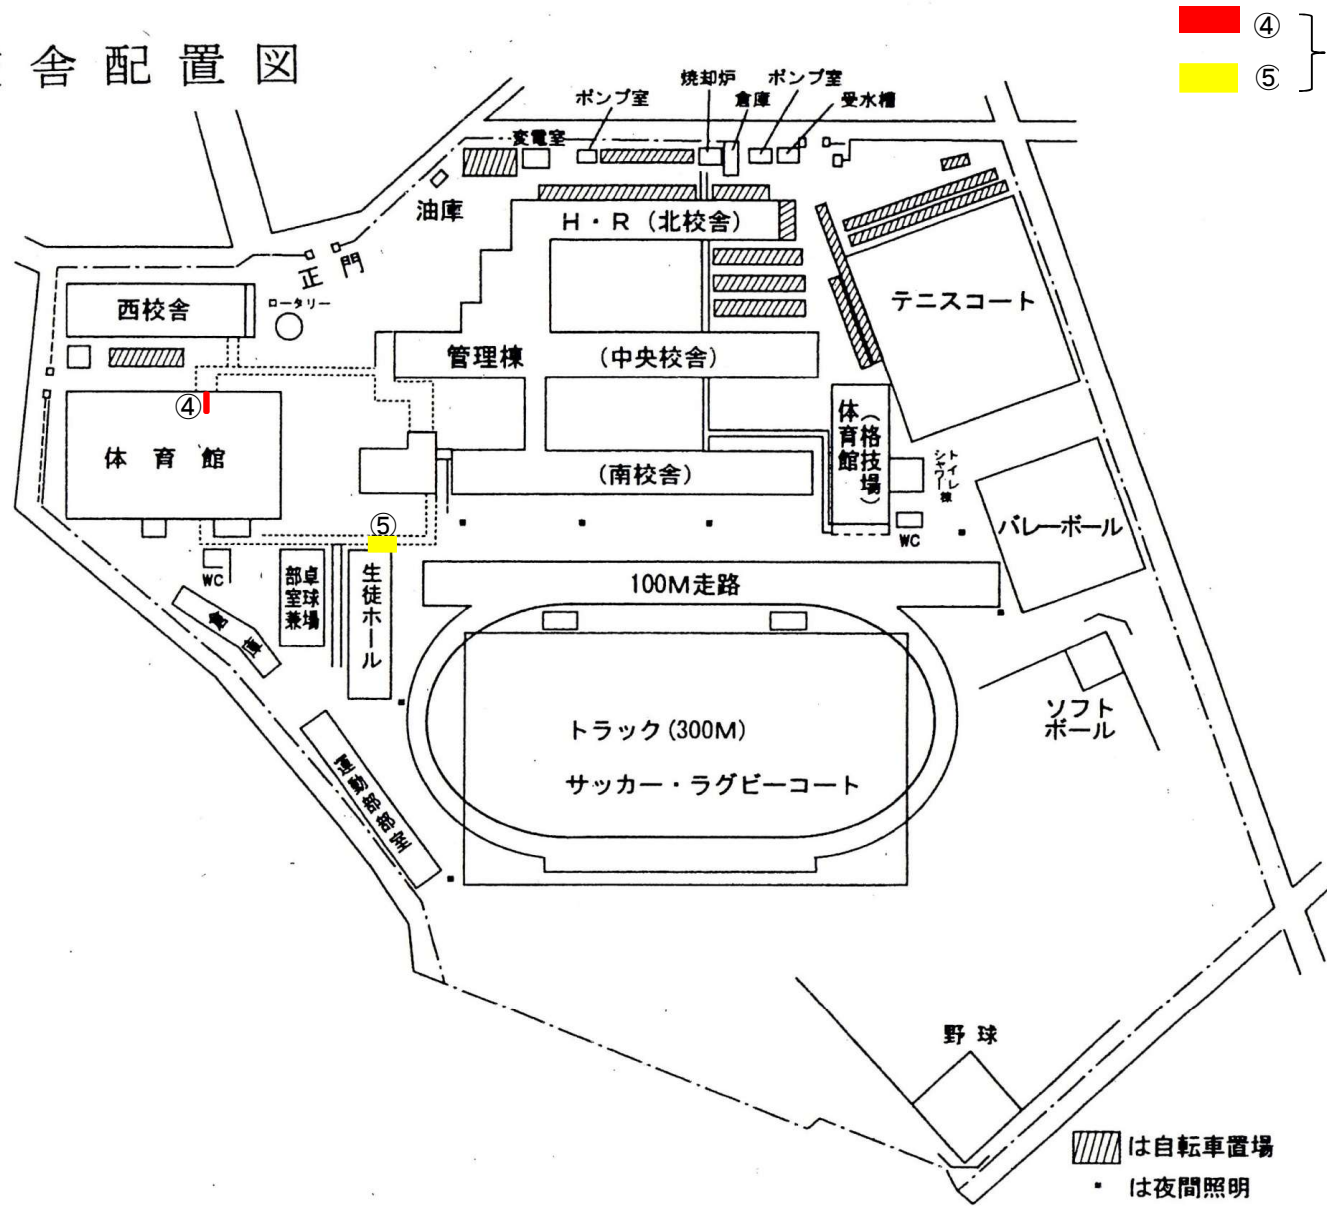 ④
舎配置図
⑤
焼却炉
ポンプ室
ポンプ室
倉庫
受水槽
変電室
油庫
H・R(北校舎)
正門
西校舎
ロータリー
テニスコート
管理棟
(中央校舎)
④
体育館
(格技場)
体育館
トイレ
シャワー棟
(南校舎)
⑤
バレーボール
WC
WC
卓球場
部室兼
生徒ホール
100M走路
倉庫
ソフト
ボール
トラック(300M)
運動部部室
サッカー・ラグビーコート
野球
は自転車置場
は夜間照明